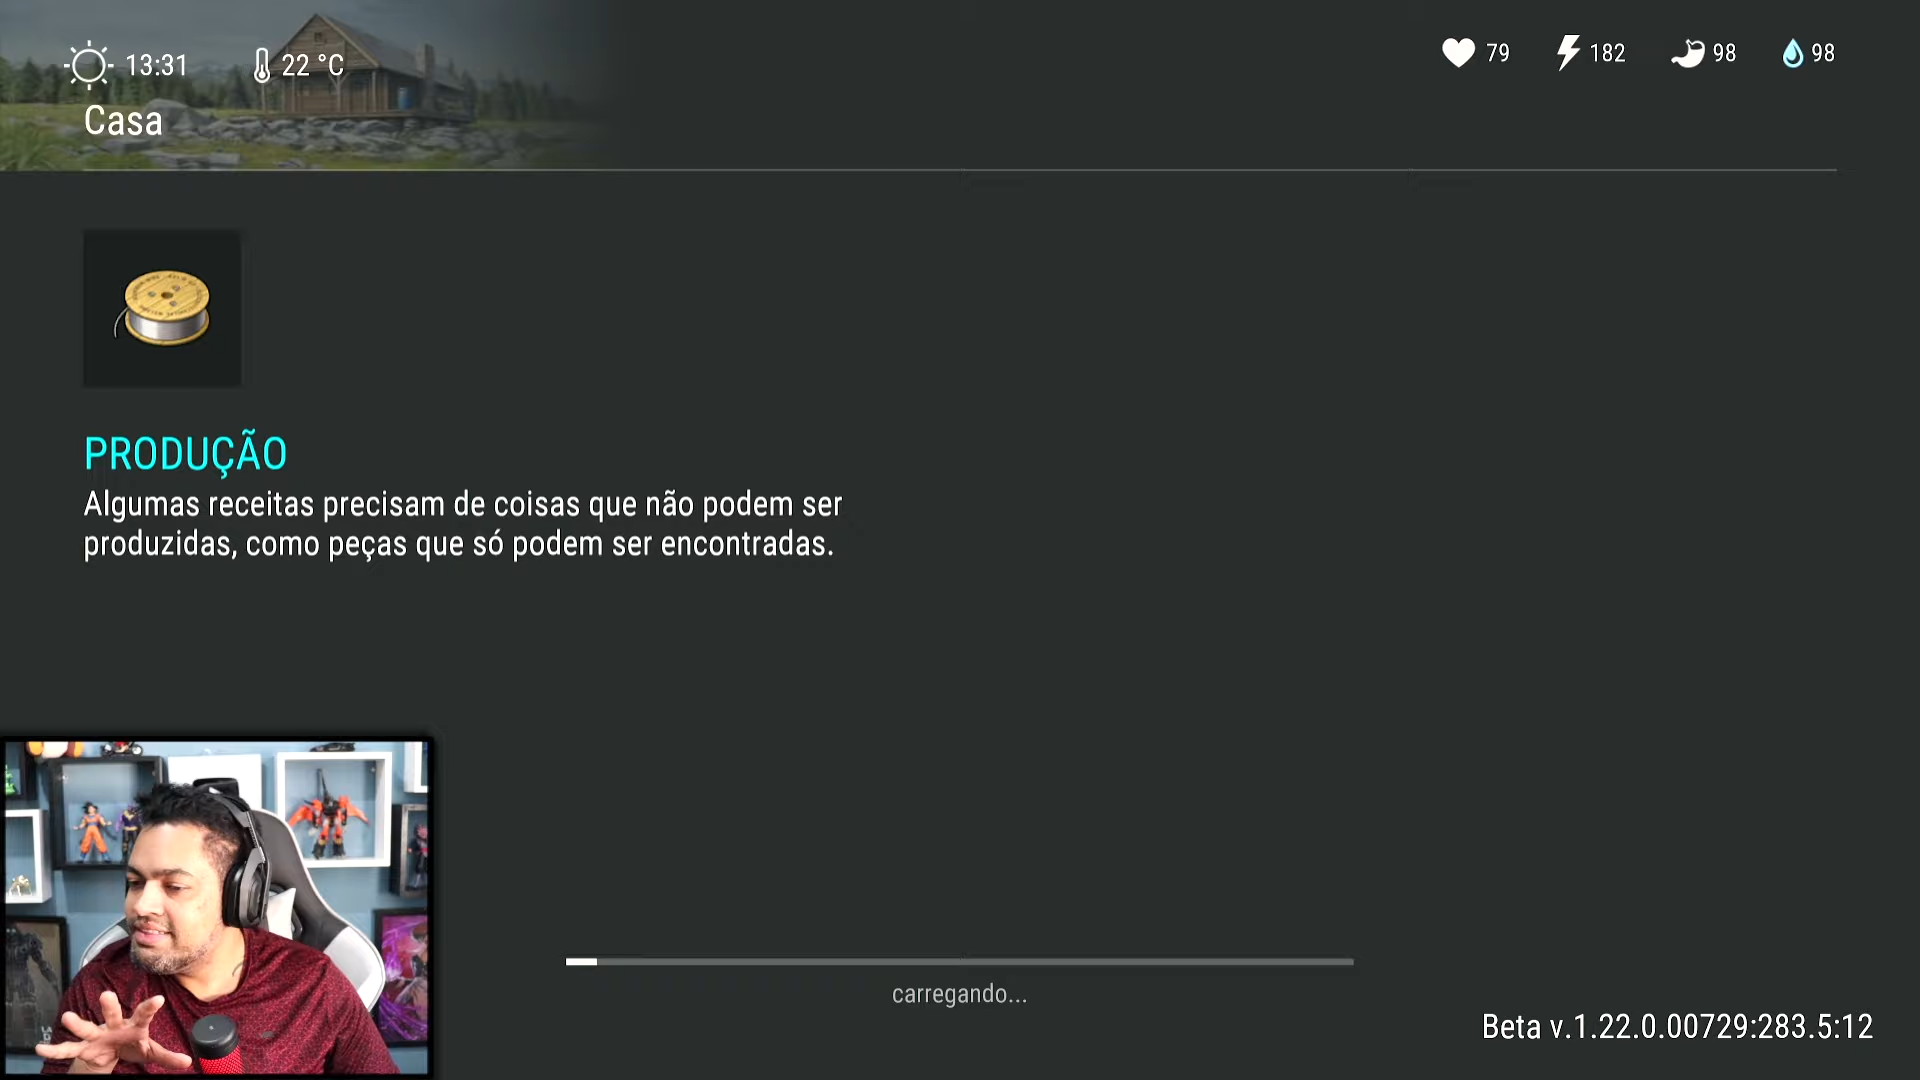 13:31
22 °C
79
182
98
98
Casa
PRODUÇÃO
Algumas receitas precisam de coisas que não podem ser
produzidas, como peças que só podem ser encontradas.
carregando...
Beta v.1.22.0.00729:283.5:12